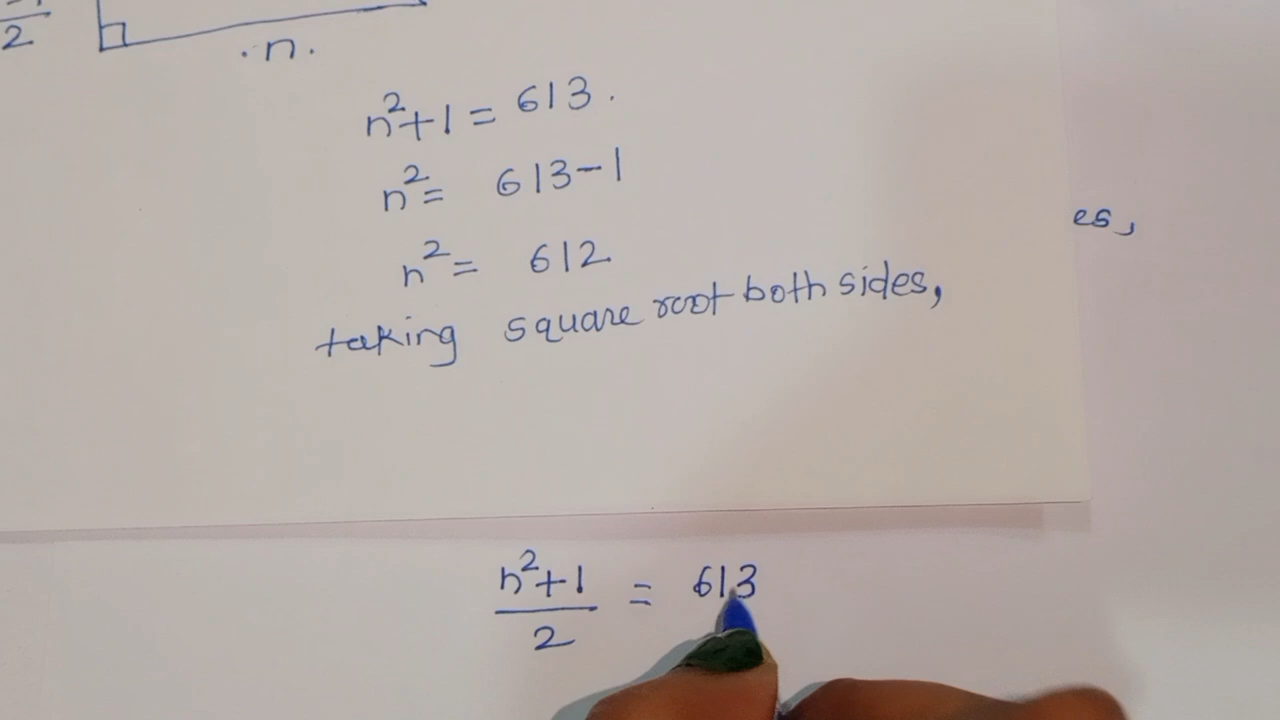 2
.n.
n²+1 = 613.
n² = 613-1
n² = 612
taking square root both sides,
es,
n²+1
2 = 613